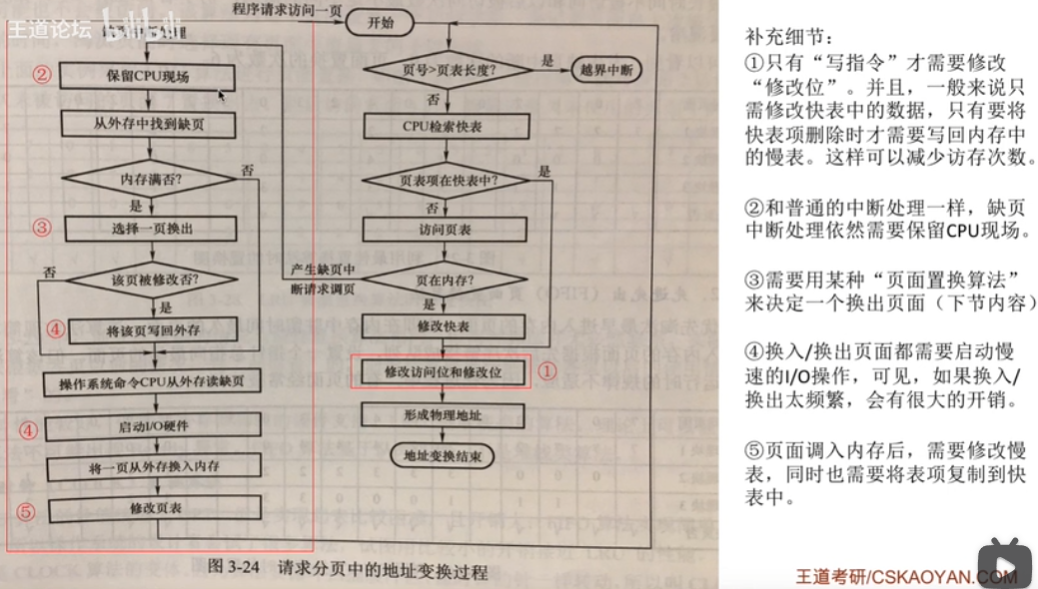 王道论坛
bilibili
程序请求访问一页
开始
②
保留CPU现场
从外存中找到缺页
内存满否?
否
是
③
选择一页换出
否
该页被修改否?
是
④
将该页写回外存
操作系统命令CPU从外存读缺页
④
启动I/O硬件
将一页从外存换入内存
⑤
修改页表
页号>页表长度?
是
越界中断
否
CPU检索快表
页表项在快表中?
是
否
访问页表
产生缺页中
断请求调页
页在内存?
是
修改快表
修改访问位和修改位
①
形成物理地址
地址变换结束
图 3-24 请求分页中的地址变换过程
补充细节:
①只有“写指令”才需要修改
“修改位”。并且,一般来说只
需修改快表中的数据,只有要将
快表项删除时才需要写回内存中
的慢表。这样可以减少访存次数。
②和普通的中断处理一样,缺页
中断处理依然需要保留CPU现场。
③需要用某种“页面置换算法”
来决定一个换出页面(下节内容)
④换入/换出页面都需要启动慢
速的I/O操作,可见,如果换入/
换出太频繁,会有很大的开销。
⑤页面调入内存后,需要修改慢
表,同时也需要将表项复制到快
表中。
王道考研/CSKAOYAN.COM